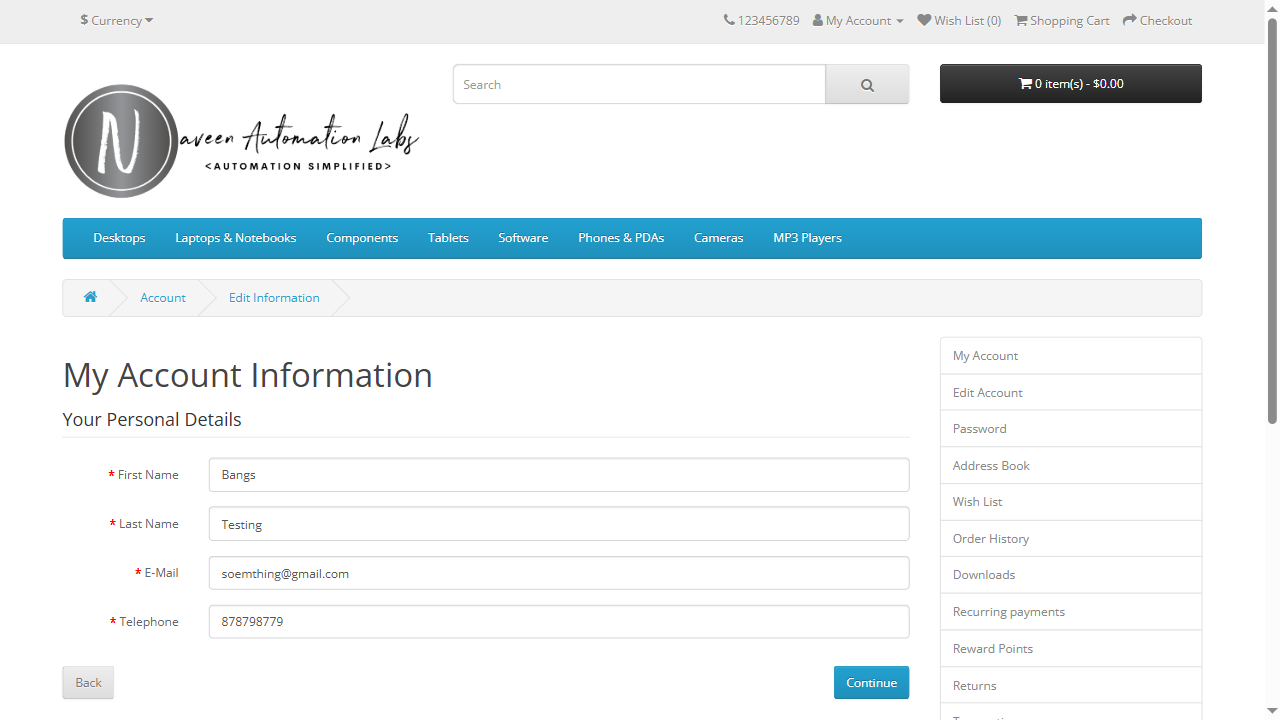 $ Currency
123456789 My Account Wish List (0) Shopping Cart Checkout
N aveen Automation Labs
<AUTOMATION SIMPLIFIED>
Search
0 item(s) - $0.00
Desktops Laptops & Notebooks Components Tablets Software Phones & PDAs Cameras MP3 Players
Account Edit Information
My Account Information
Your Personal Details
* First Name Bangs
* Last Name Testing
* E-Mail soemthing@gmail.com
* Telephone 878798779
Back Continue
My Account
Edit Account
Password
Address Book
Wish List
Order History
Downloads
Recurring payments
Reward Points
Returns